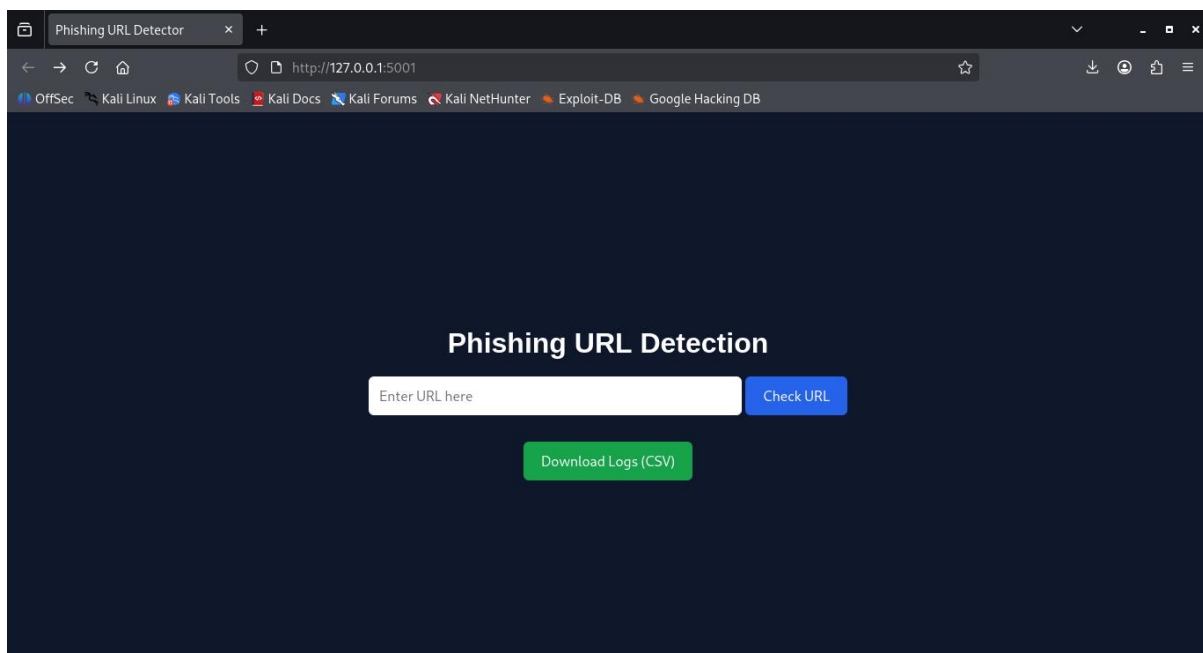 Phishing URL Detector
http://127.0.0.1:5001
OffSec Kali Linux Kali Tools Kali Docs Kali Forums Kali NetHunter Exploit-DB Google Hacking DB
Phishing URL Detection
Enter URL here Check URL
Download Logs (CSV)